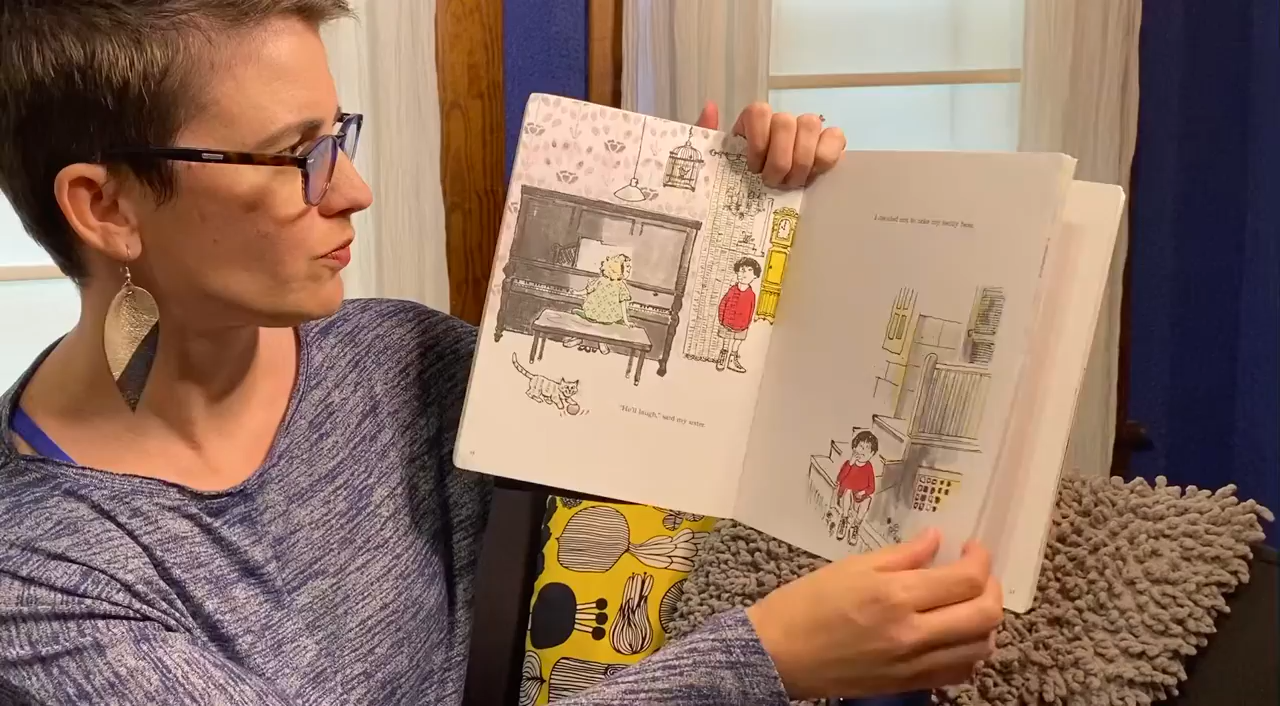 "He'll laugh," said my sister.
I decided not to take my teddy bear.